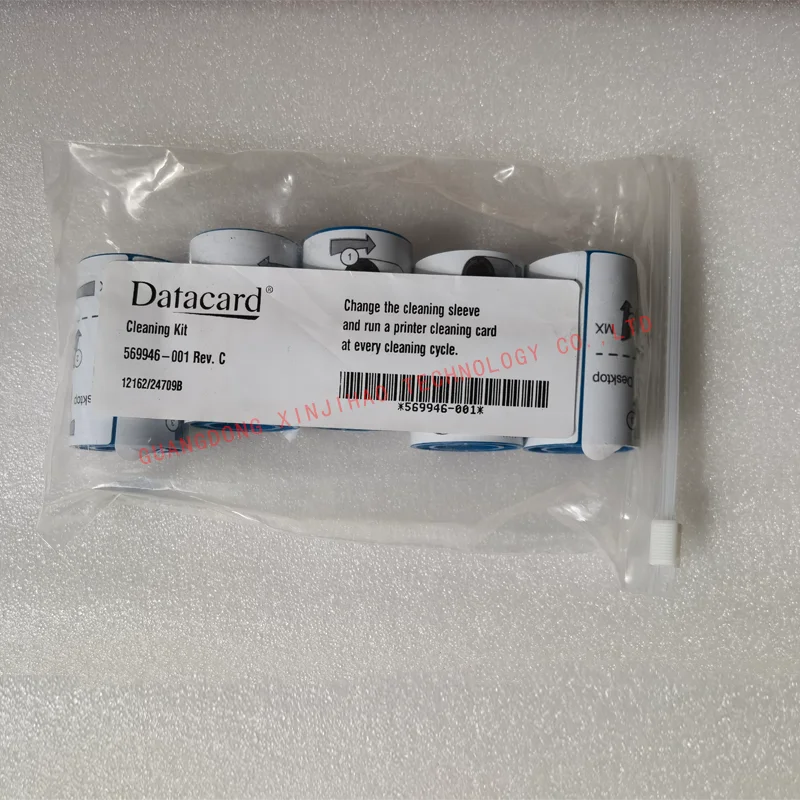 Datacard®
Cleaning Kit
569946-001 Rev. C
12162/24709B
Change the cleaning sleeve
and run a printer cleaning card
at every cleaning cycle.
*569946-001*
1
MX
Desktop
GUANGDONG XINJIHAO TECHNOLOGY CO., LTD